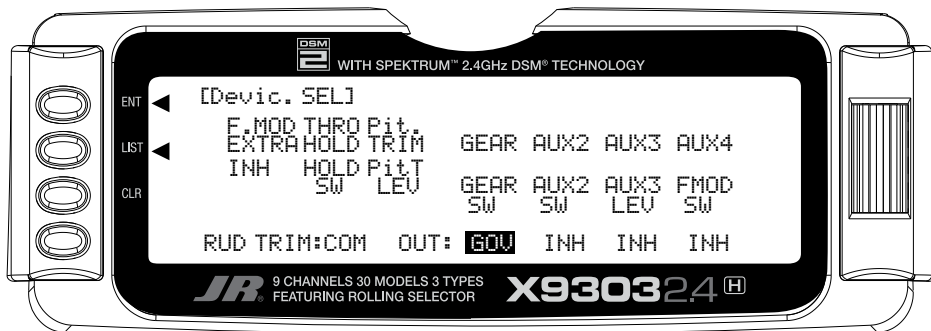 DSM
2
WITH SPEKTRUM™ 2.4GHz DSM® TECHNOLOGY
ENT
LIST
CLR
[Devic. SEL]
F.MOD THRO Pit.
EXTRA HOLD TRIM GEAR AUX2 AUX3 AUX4
INH HOLD PitT
SW LEV GEAR AUX2 AUX3 FMOD
SW SW LEV SW
RUD TRIM:COM OUT: GOV INH INH INH
JR®
9 CHANNELS 30 MODELS 3 TYPES
FEATURING ROLLING SELECTOR
X9303 2.4 H